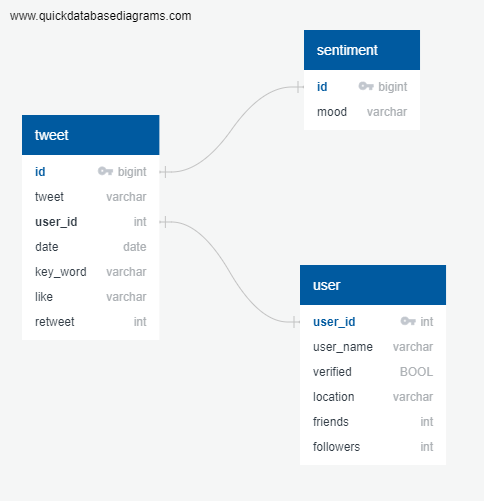 www.quickdatabasediagrams.com
sentiment
id bigint
mood varchar
tweet
id bigint
tweet varchar
user_id int
date date
key_word varchar
like varchar
retweet int
user
user_id int
user_name varchar
verified BOOL
location varchar
friends int
followers int